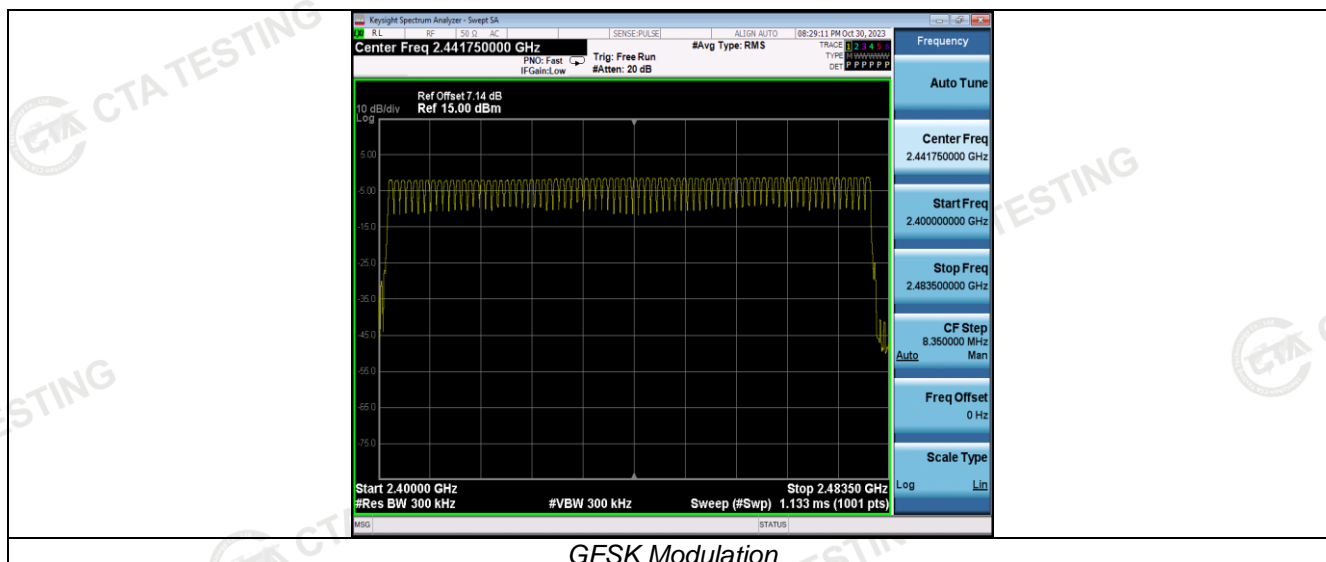 CTA TESTING
Keysight Spectrum Analyzer - Swept SA
RL RF 50 Ω AC SENSE:PULSE ALIGN AUTO 08:29:11 PM Oct 30, 2023
Center Freq 2.441750000 GHz
#Avg Type: RMS
TRACE 1 2 3 4 5 6
PNO: Fast Trig: Free Run
TYPE M W W W W W
IFGain:Low #Atten: 20 dB
DET P P P P P P
Frequency
Auto Tune
Ref Offset 7.14 dB
10 dB/div Ref 15.00 dBm
Log
5.00
-5.00
-15.0
-25.0
-35.0
-45.0
-55.0
-65.0
-75.0
Center Freq
2.441750000 GHz
Start Freq
2.400000000 GHz
Stop Freq
2.483500000 GHz
CF Step
8.350000 MHz
Auto Man
Freq Offset
0 Hz
Scale Type
Log Lin
Start 2.40000 GHz Stop 2.48350 GHz
#Res BW 300 kHz #VBW 300 kHz Sweep (#Swp) 1.133 ms (1001 pts)
MSG STATUS
GFSK Modulation
TESTING
ESTING
CTA